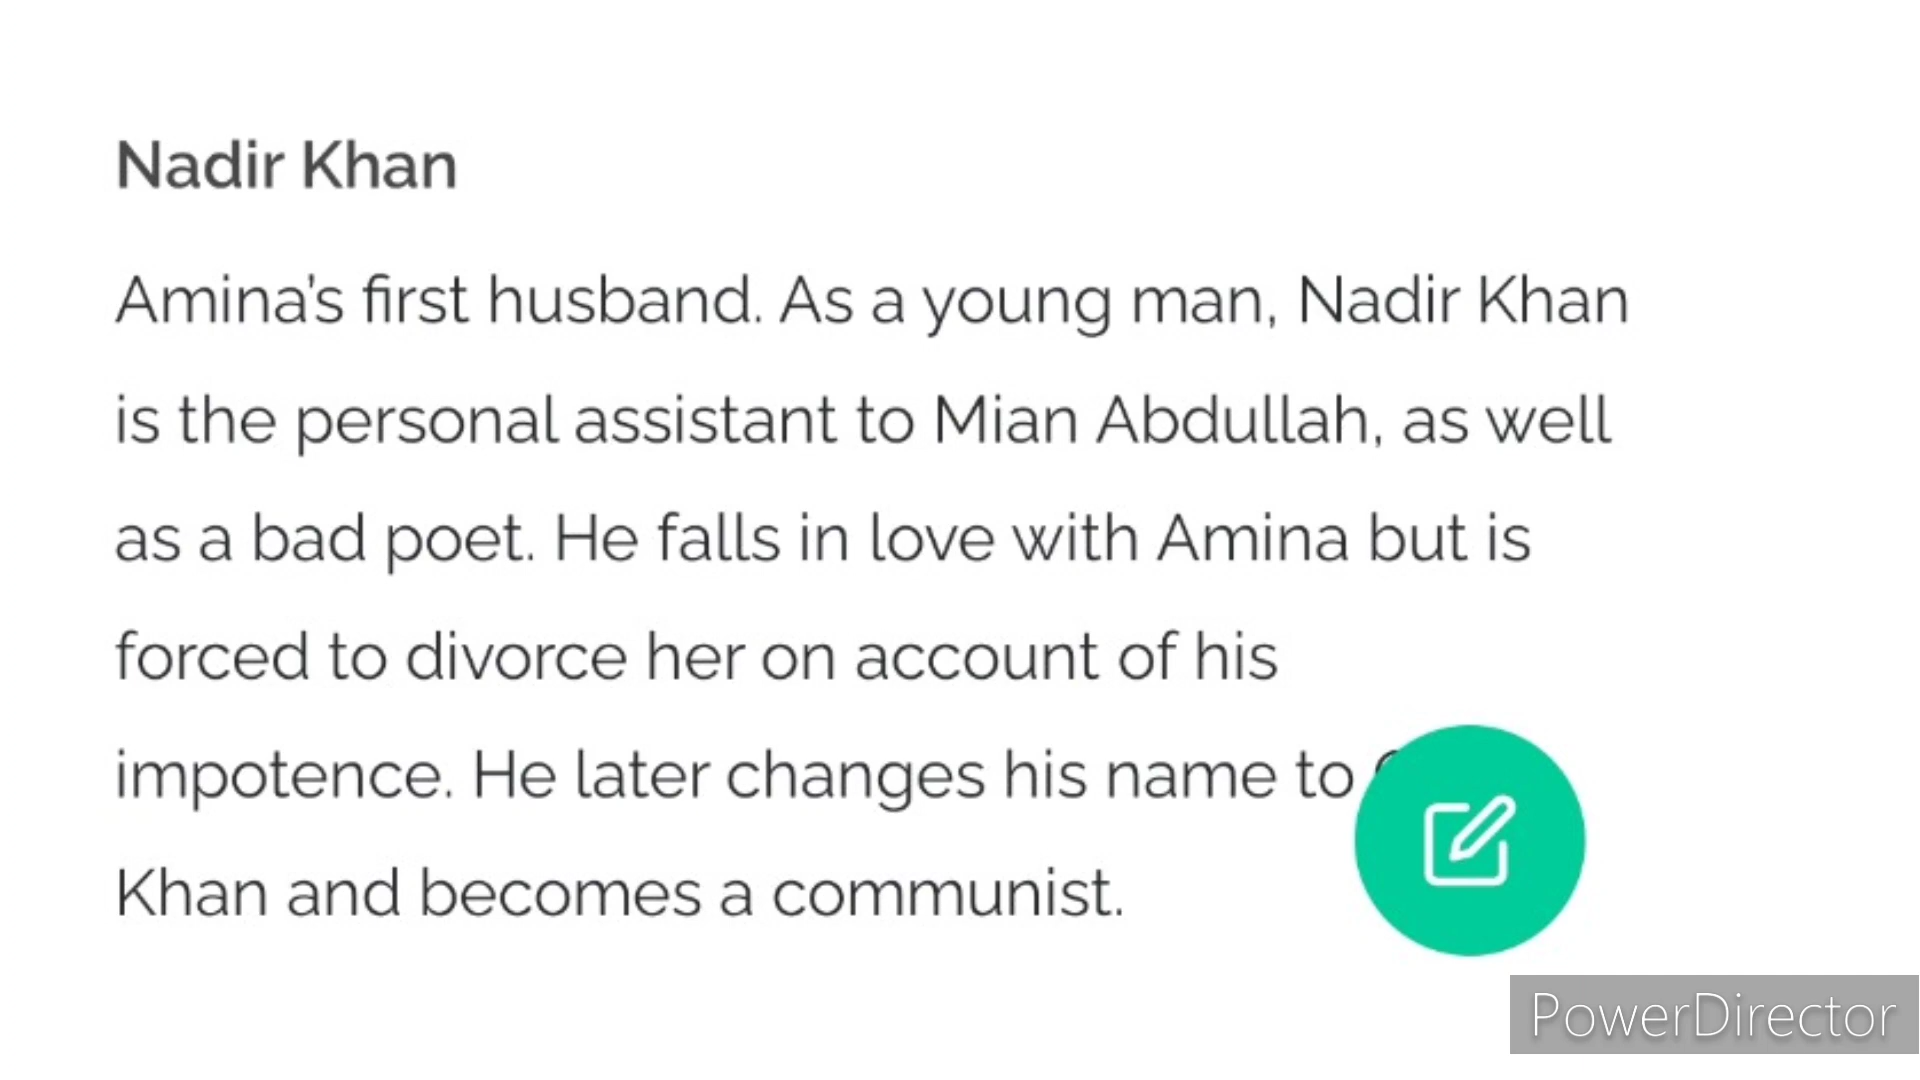 Nadir Khan
Amina's first husband. As a young man, Nadir Khan
is the personal assistant to Mian Abdullah, as well
as a bad poet. He falls in love with Amina but is
forced to divorce her on account of his
impotence. He later changes his name to
Khan and becomes a communist.
PowerDirector